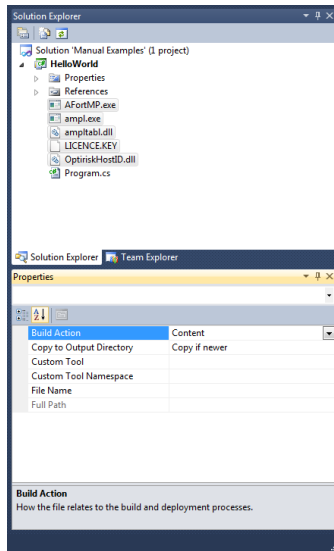 Solution Explorer
Solution 'Manual Examples' (1 project)
HelloWorld
Properties
References
AFortMP.exe
ampl.exe
ampltabl.dll
LICENCE.KEY
OptiriskHostID.dll
Program.cs
Solution Explorer Team Explorer
Properties
Build Action Content
Copy to Output Directory Copy if newer
Custom Tool
Custom Tool Namespace
File Name
Full Path
Build Action
How the file relates to the build and deployment processes.